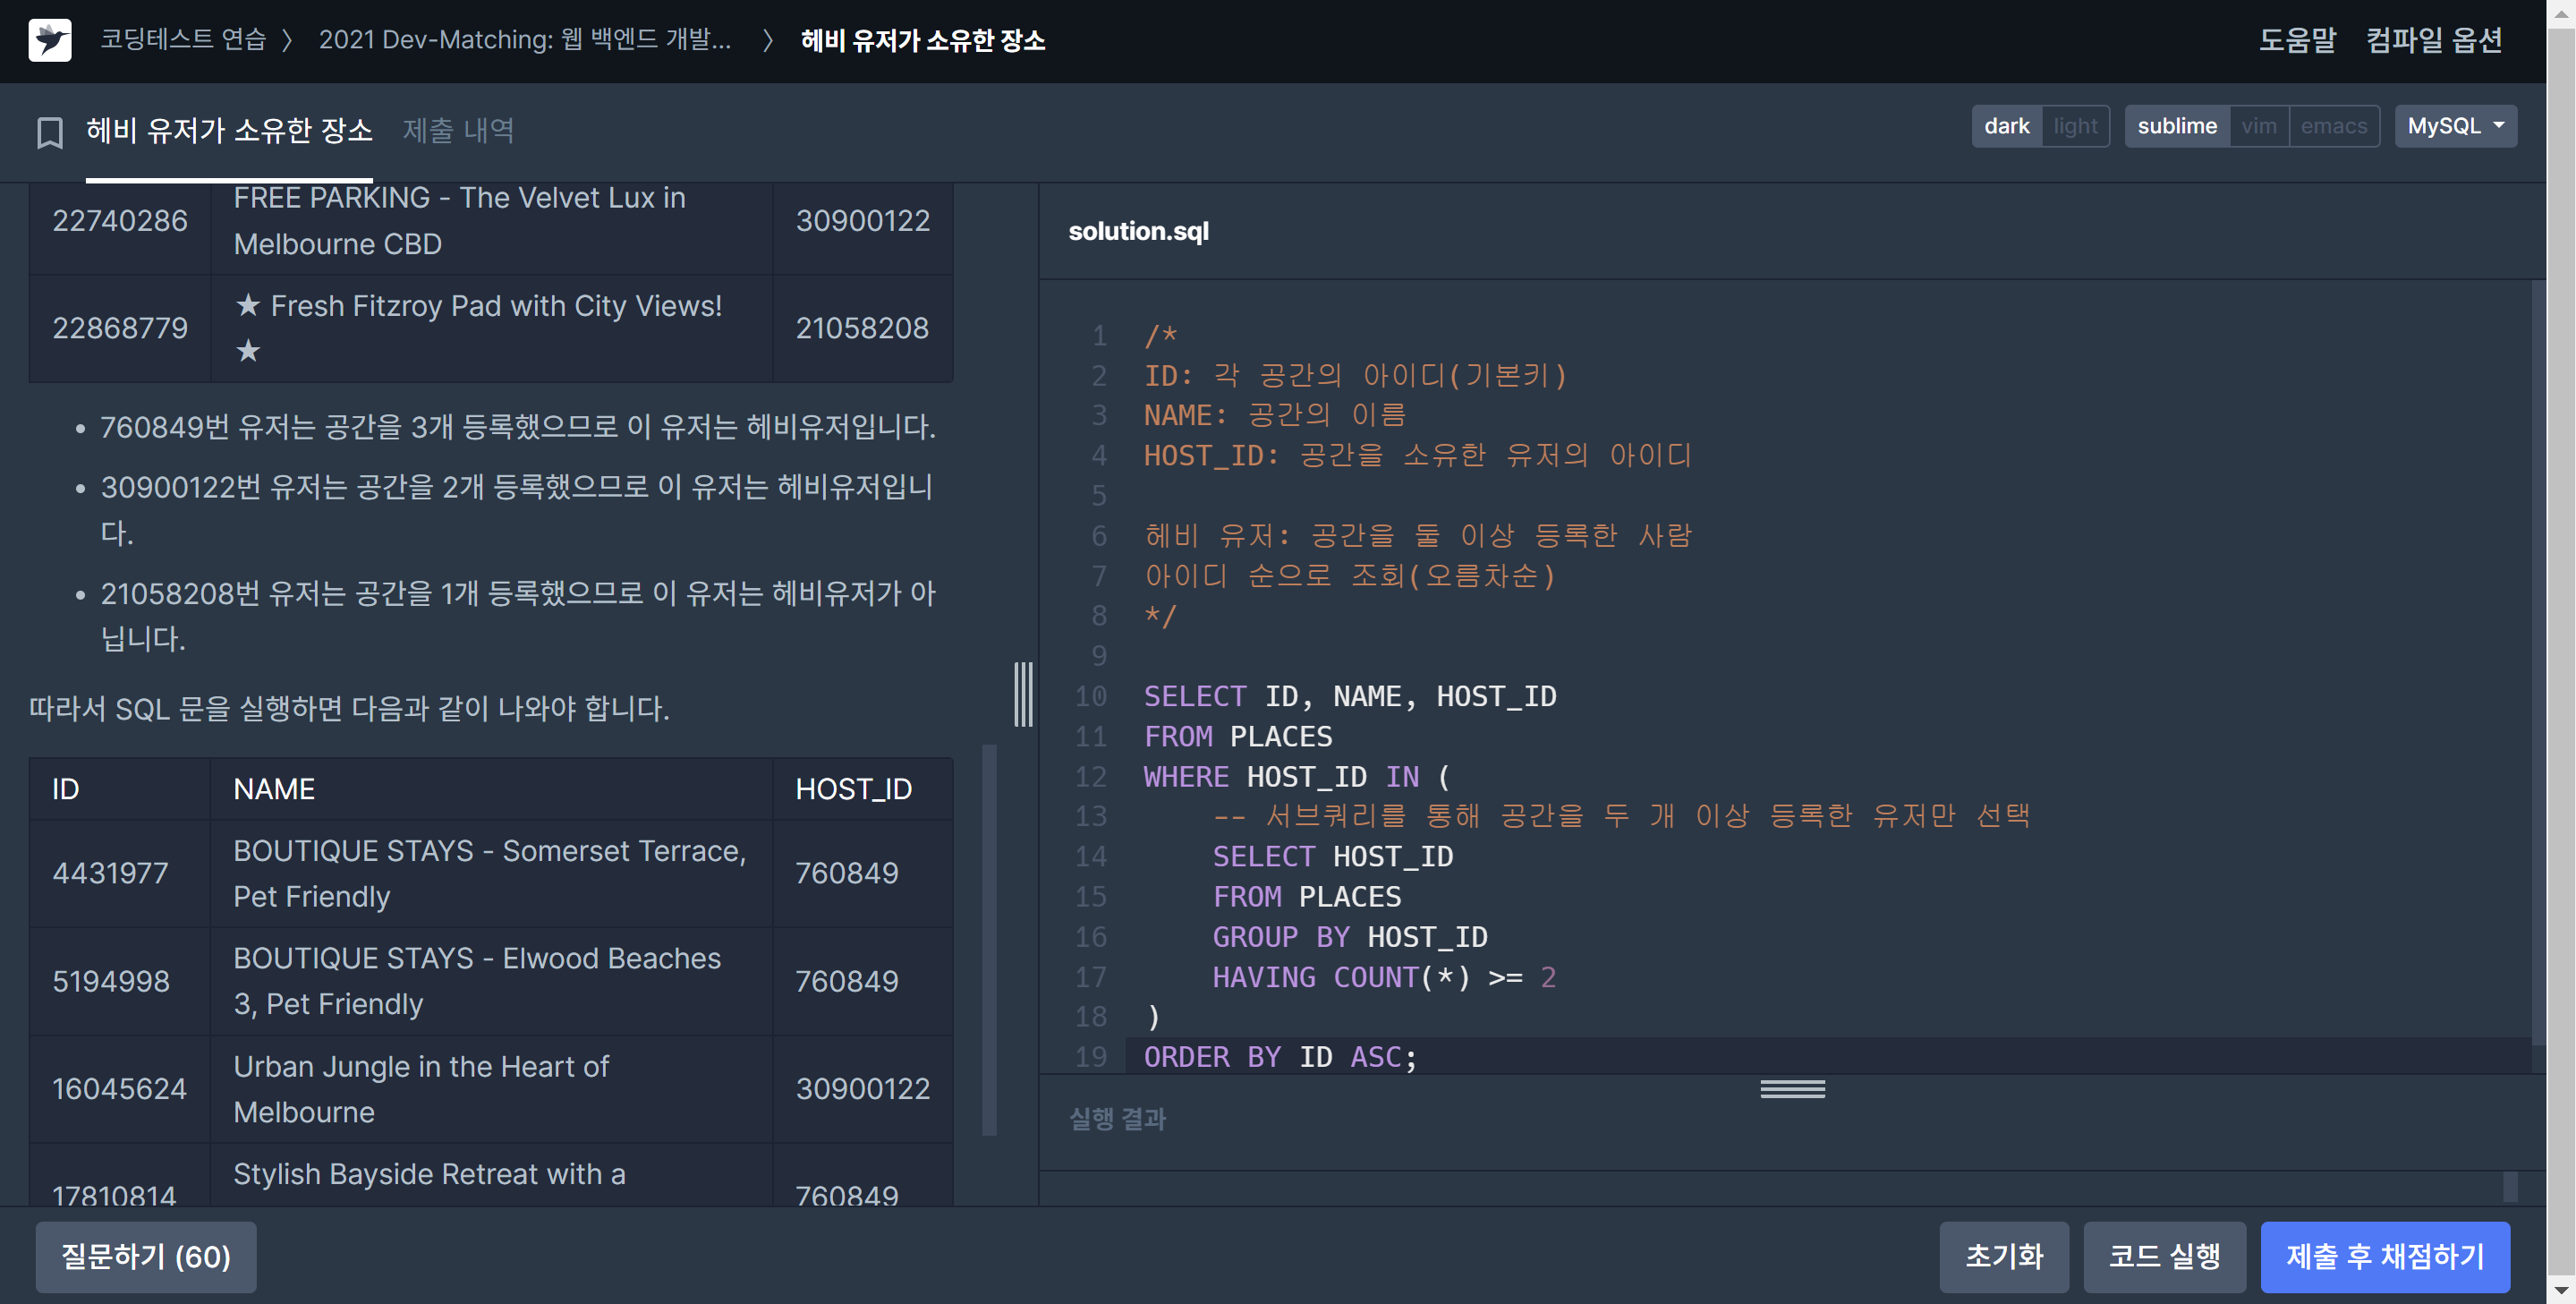 코딩테스트 연습 〉 2021 Dev-Matching: 웹 백엔드 개발... 〉 헤비 유저가 소유한 장소
도움말 컴파일 옵션
헤비 유저가 소유한 장소 제출 내역
dark light sublime vim emacs MySQL
22740286 FREE PARKING - The Velvet Lux in 30900122
Melbourne CBD
22868779 ★ Fresh Fitzroy Pad with City Views! 21058208
★
• 760849번 유저는 공간을 3개 등록했으므로 이 유저는 헤비유저입니다.
• 30900122번 유저는 공간을 2개 등록했으므로 이 유저는 헤비유저입니
다.
• 21058208번 유저는 공간을 1개 등록했으므로 이 유저는 헤비유저가 아
닙니다.
따라서 SQL 문을 실행하면 다음과 같이 나와야 합니다.
ID NAME HOST_ID
4431977 BOUTIQUE STAYS - Somerset Terrace, 760849
Pet Friendly
5194998 BOUTIQUE STAYS - Elwood Beaches 760849
3, Pet Friendly
16045624 Urban Jungle in the Heart of 30900122
Melbourne
17810814 Stylish Bayside Retreat with a 760849
solution.sql
1 /*
2 ID: 각 공간의 아이디(기본키)
3 NAME: 공간의 이름
4 HOST_ID: 공간을 소유한 유저의 아이디
5
6 헤비 유저: 공간을 둘 이상 등록한 사람
7 아이디 순으로 조회(오름차순)
8 */
9
10 SELECT ID, NAME, HOST_ID
11 FROM PLACES
12 WHERE HOST_ID IN (
13 -- 서브쿼리를 통해 공간을 두 개 이상 등록한 유저만 선택
14 SELECT HOST_ID
15 FROM PLACES
16 GROUP BY HOST_ID
17 HAVING COUNT(*) >= 2
18 )
19 ORDER BY ID ASC;
실행 결과
질문하기 (60)
초기화 코드 실행 제출 후 채점하기